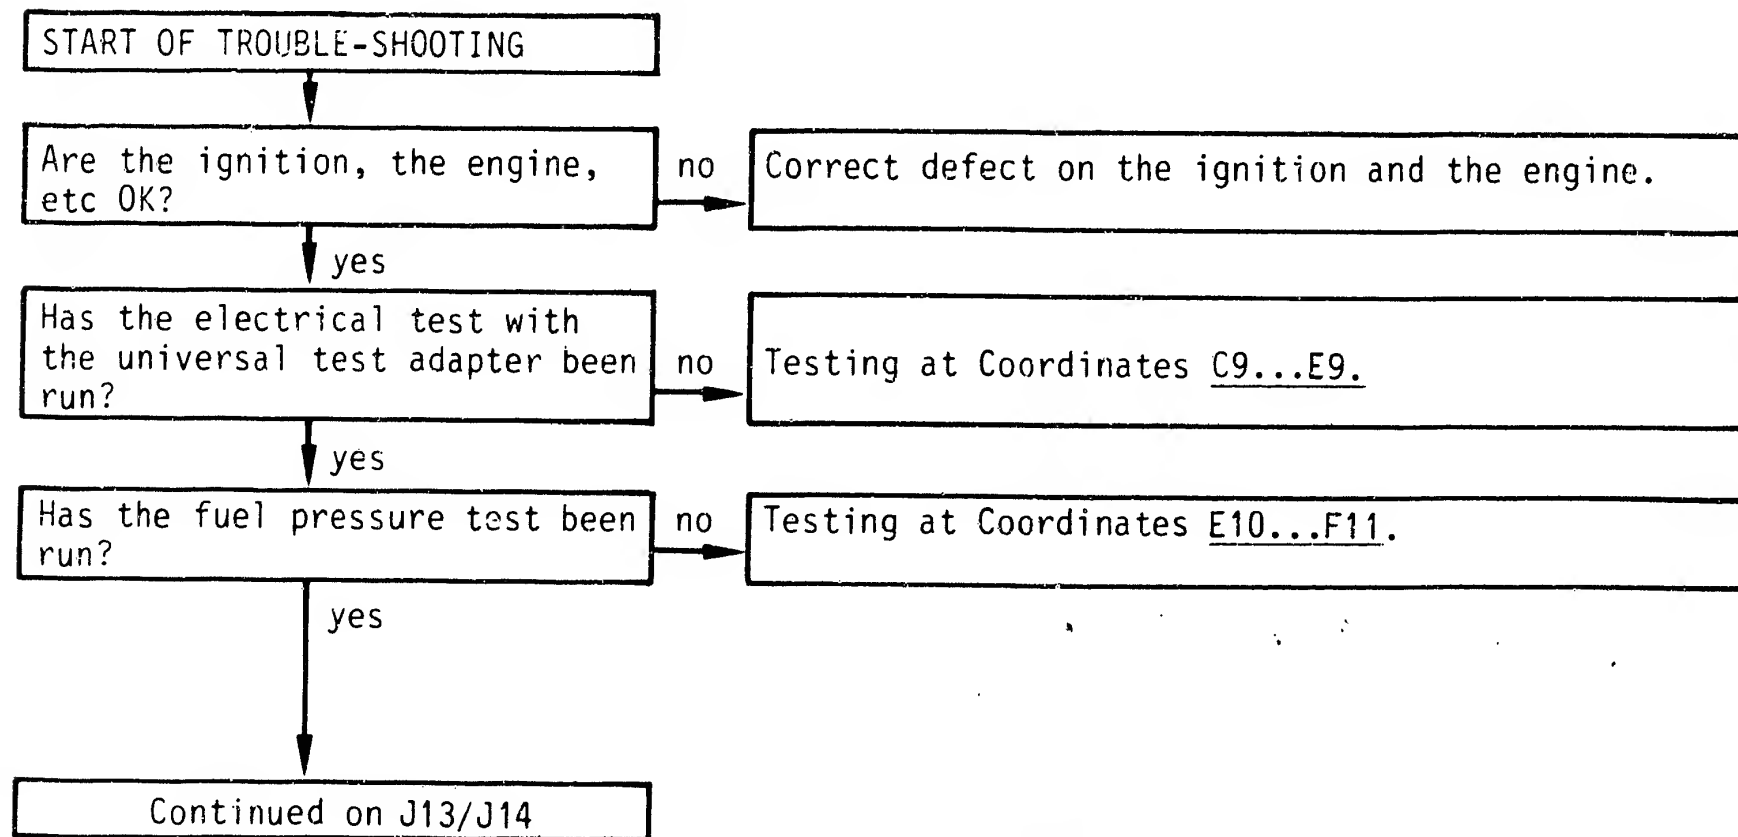 START OF TROUBLE-SHOOTING
Are the ignition, the engine,
etc OK?
no
Correct defect on the ignition and the engine.
yes
Has the electrical test with
the universal test adapter been
run?
no
Testing at Coordinates C9...E9.
yes
Has the fuel pressure test been
run?
no
Testing at Coordinates E10...F11.
yes
Continued on J13/J14